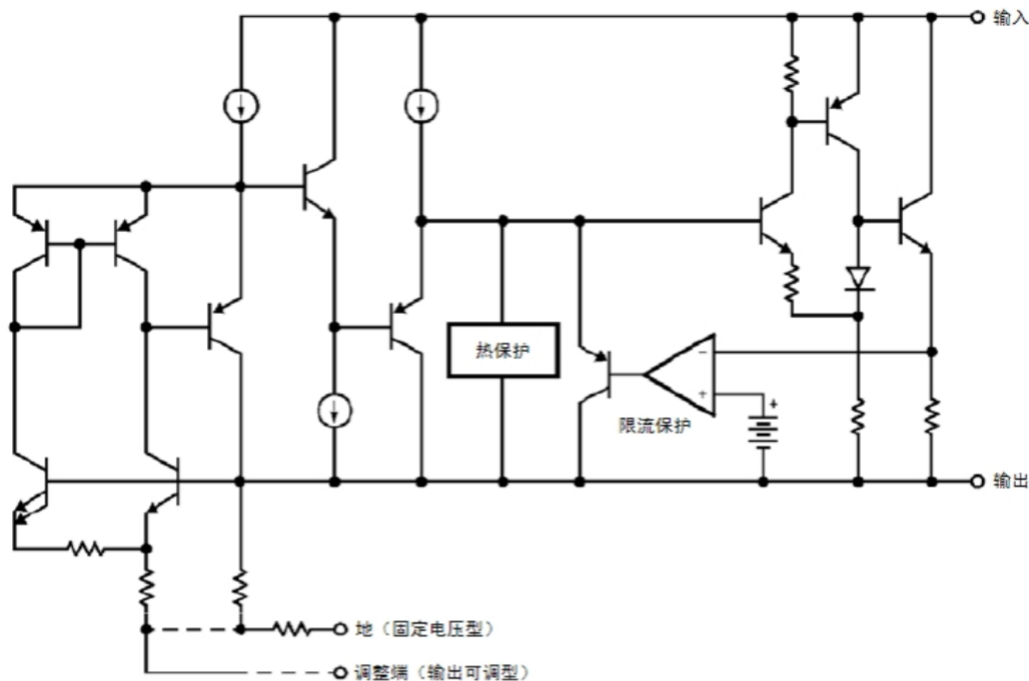 输入
热保护
-
+
+
限流保护
输出
地（固定电压型）
调整端（输出可调型）